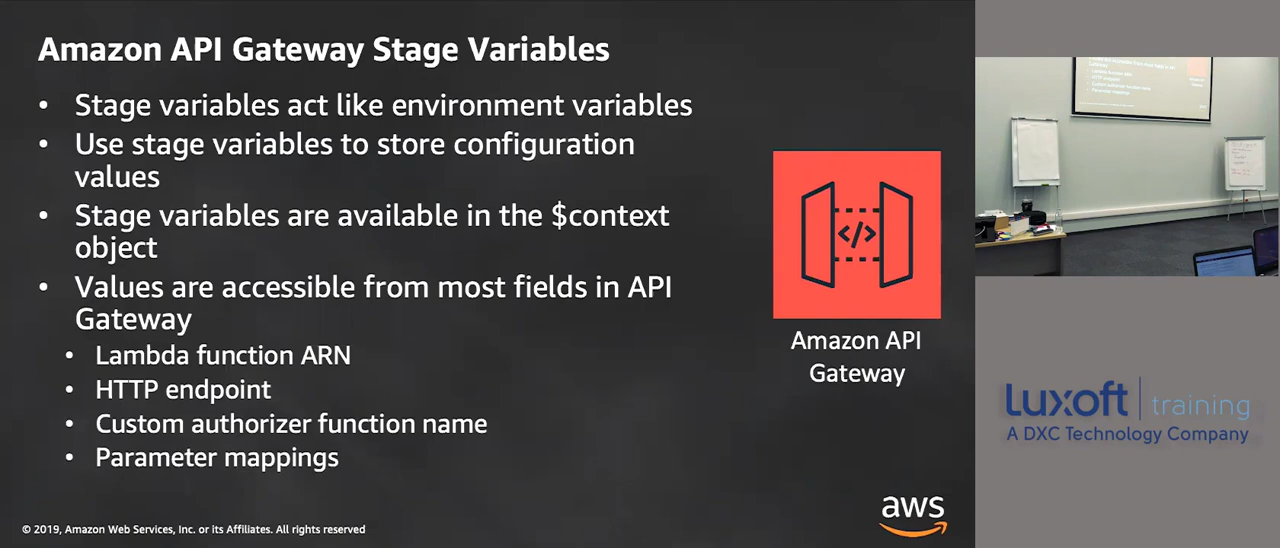 Amazon API Gateway Stage Variables
• Stage variables act like environment variables
• Use stage variables to store configuration
values
• Stage variables are available in the $context
object
• Values are accessible from most fields in API
Gateway
• Lambda function ARN
• HTTP endpoint
• Custom authorizer function name
• Parameter mappings
</>
Amazon API
Gateway
aws
© 2019, Amazon Web Services, Inc. or its Affiliates. All rights reserved
Luxoft | training
A DXC Technology Company